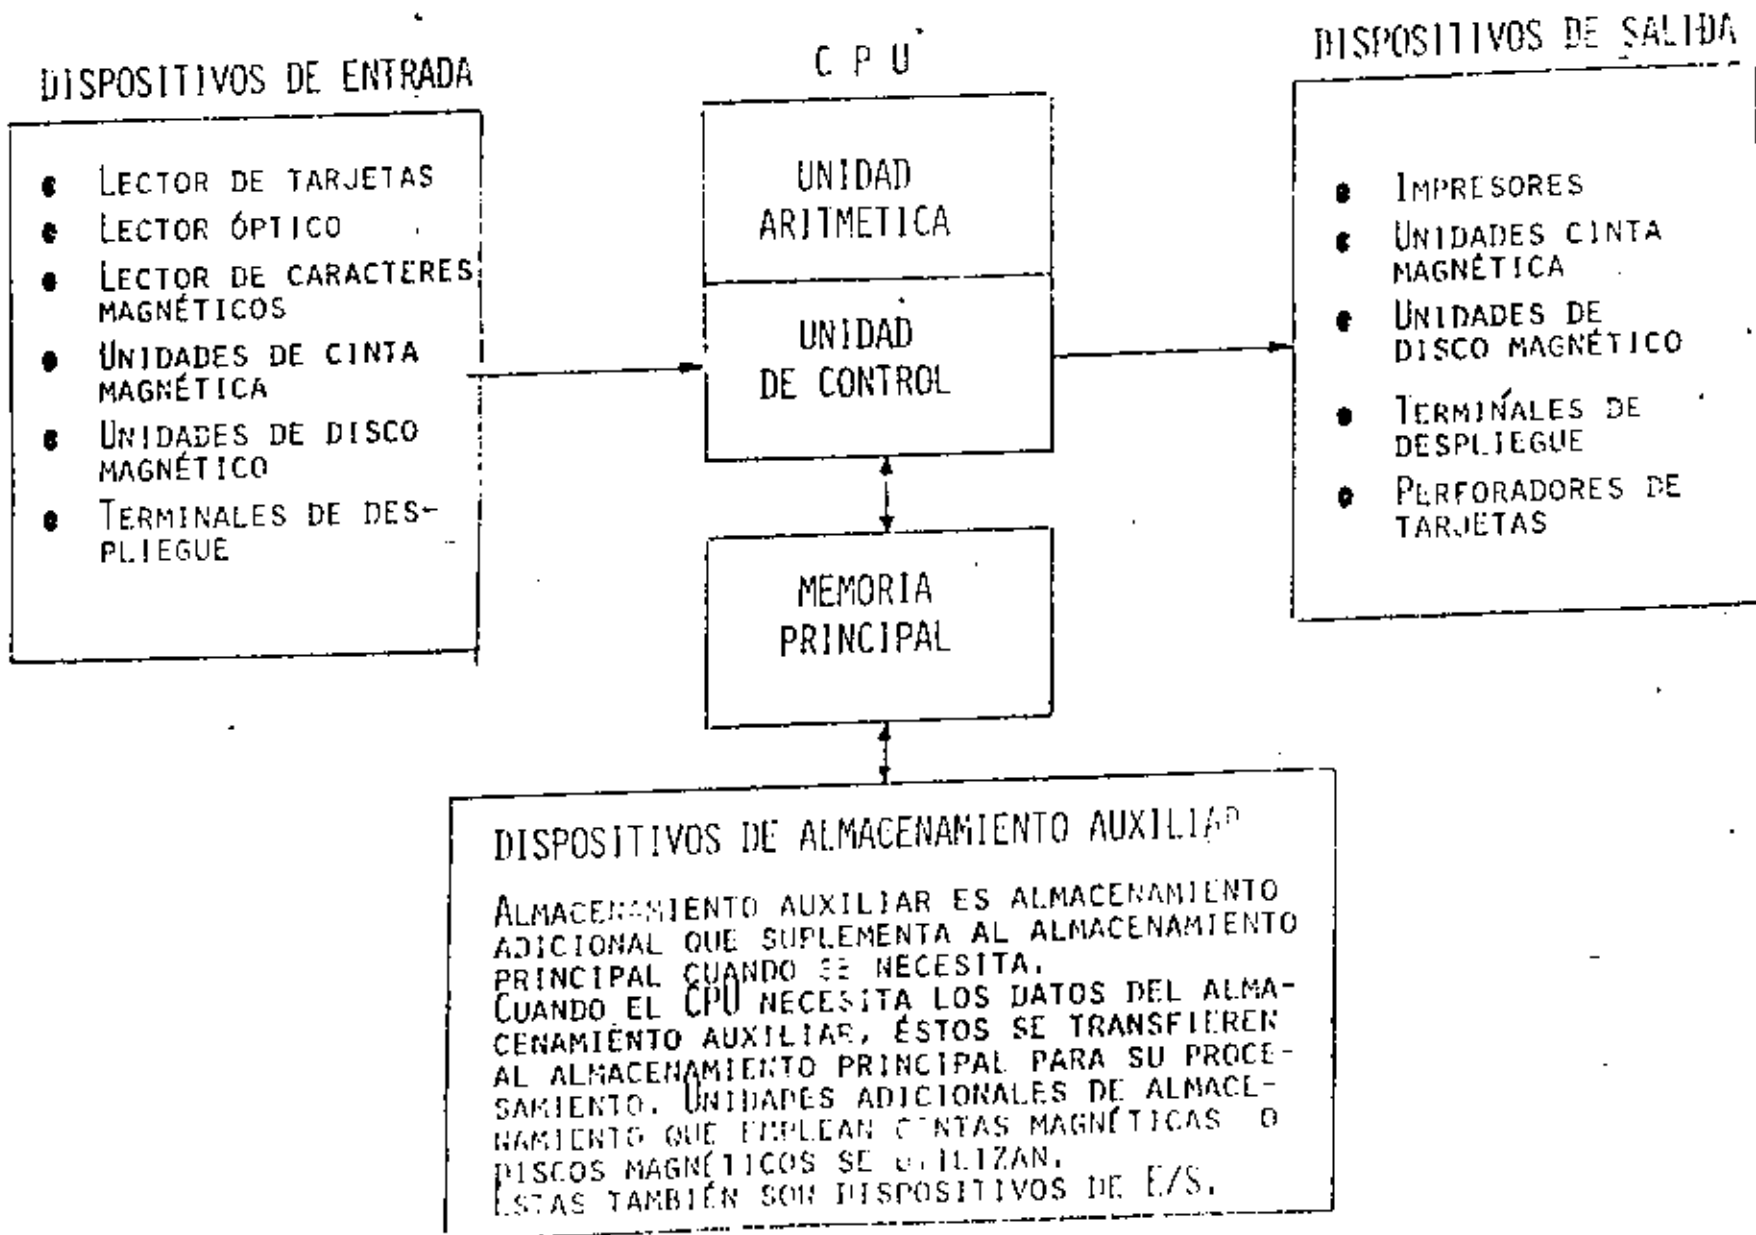 DISPOSITIVOS DE ENTRADA
● LECTOR DE TARJETAS
● LECTOR ÓPTICO
● LECTOR DE CARACTERES
MAGNÉTICOS
● UNIDADES DE CINTA
MAGNÉTICA
● UNIDADES DE DISCO
MAGNÉTICO
● TERMINALES DE DES-
PLIEGUE
C P U
UNIDAD
ARITMETICA
UNIDAD
DE CONTROL
MEMORIA
PRINCIPAL
DISPOSITIVOS DE SALIDA
● IMPRESORES
● UNIDADES CINTA
MAGNÉTICA
● UNIDADES DE
DISCO MAGNÉTICO
● TERMINALES DE
DESPLIEGUE
● PERFORADORES DE
TARJETAS
DISPOSITIVOS DE ALMACENAMIENTO AUXILIAR
ALMACENAMIENTO AUXILIAR ES ALMACENAMIENTO
ADICIONAL QUE SUPLEMENTA AL ALMACENAMIENTO
PRINCIPAL CUANDO SE NECESITA.
CUANDO EL CPU NECESITA LOS DATOS DEL ALMA-
CENAMIENTO AUXILIAR, ÉSTOS SE TRANSFIEREN
AL ALMACENAMIENTO PRINCIPAL PARA SU PROCE-
SAMIENTO. UNIDADES ADICIONALES DE ALMACE-
NAMIENTO QUE EMPLEAN CINTAS MAGNÉTICAS O
DISCOS MAGNÉTICOS SE UTILIZAN.
ESTAS TAMBIÉN SON DISPOSITIVOS DE E/S.